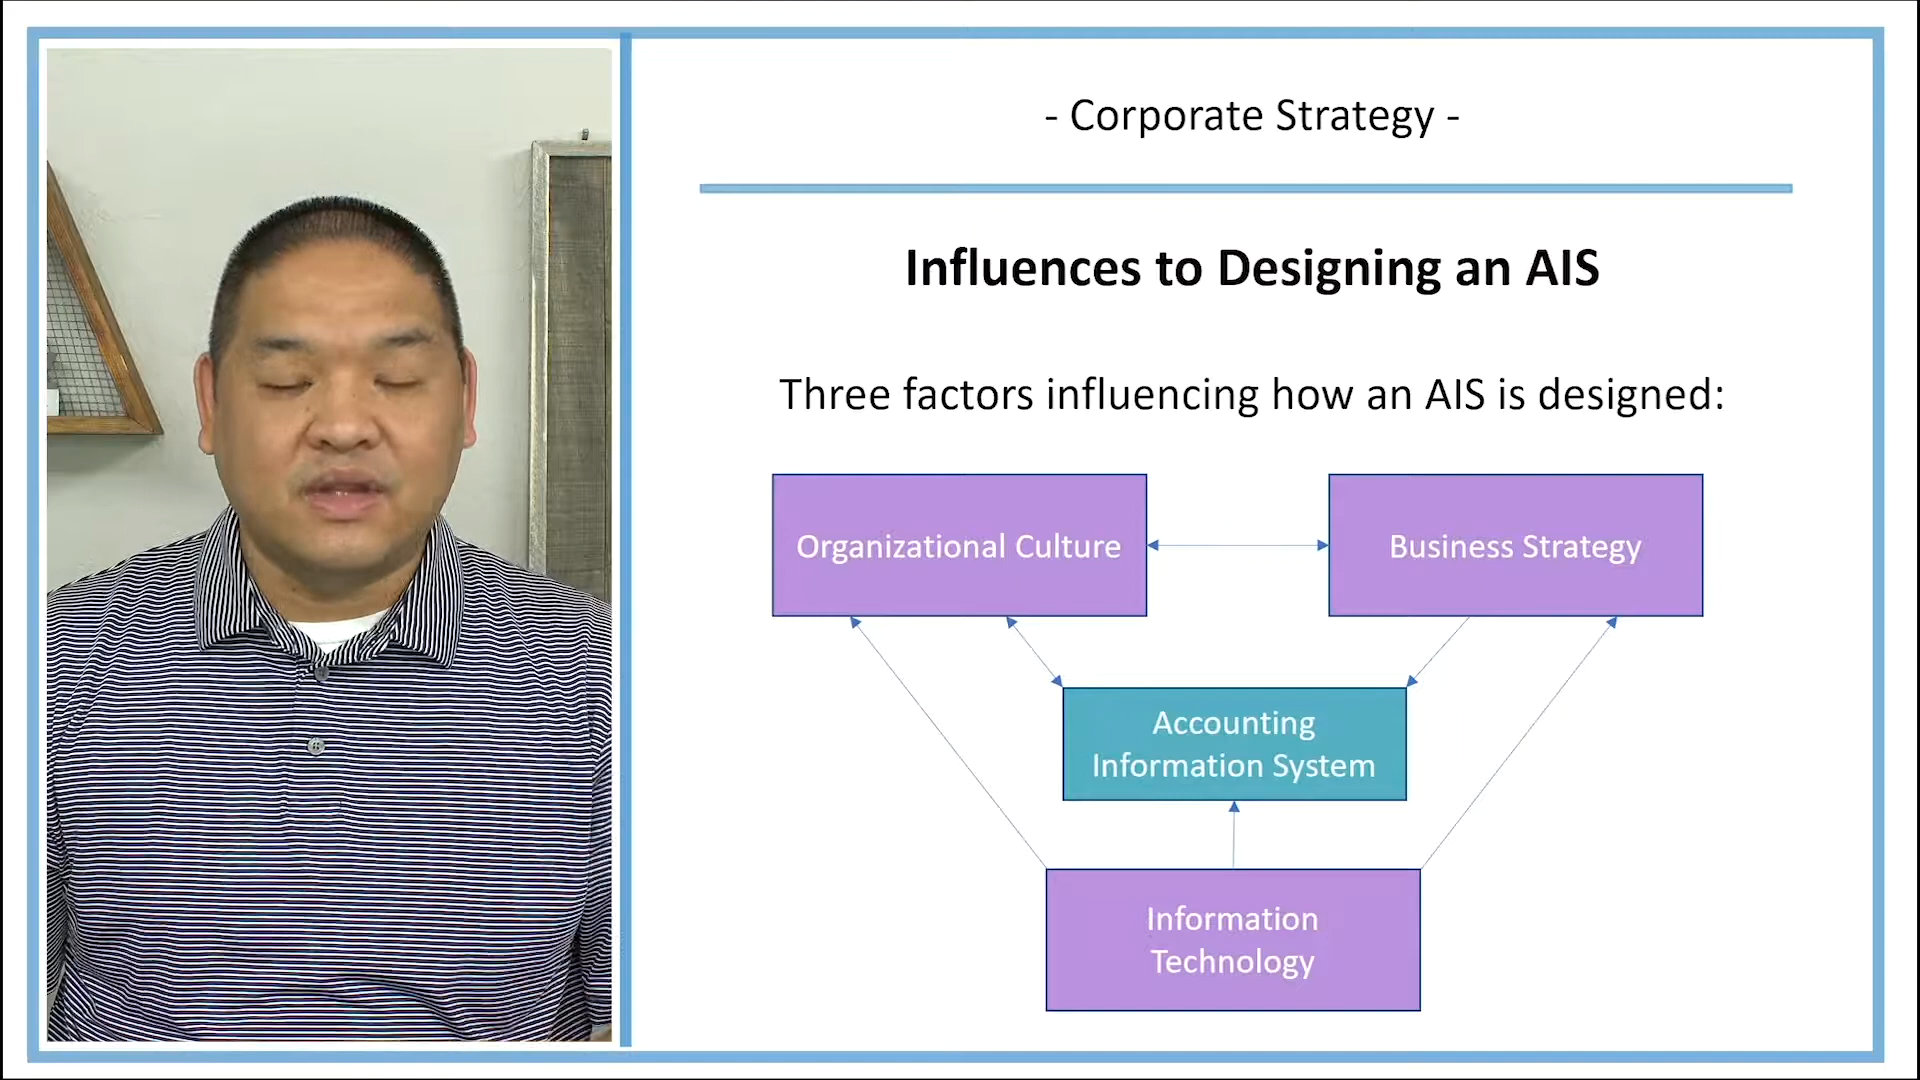 - Corporate Strategy -
Influences to Designing an AIS
Three factors influencing how an AIS is designed:
Organizational Culture
Business Strategy
Accounting
Information System
Information
Technology